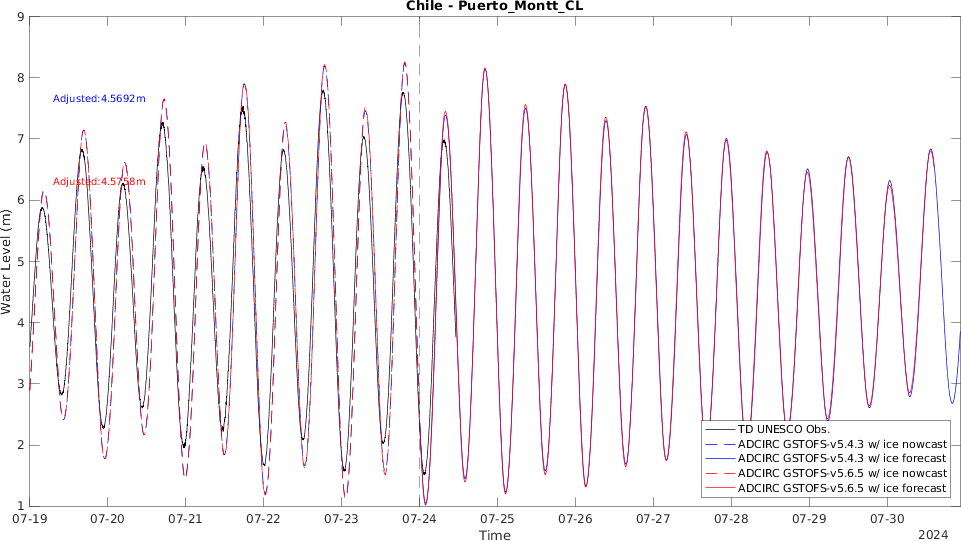 Chile - Puerto_Montt_CL
9
8
7
6
5
4
3
2
1
Water Level (m)
Adjusted:4.5692m
Adjusted:4.5758m
TD UNESCO Obs.
ADCIRC GSTOFS-v5.4.3 w/ ice nowcast
ADCIRC GSTOFS-v5.4.3 w/ ice forecast
ADCIRC GSTOFS-v5.6.5 w/ ice nowcast
ADCIRC GSTOFS-v5.6.5 w/ ice forecast
07-19 07-20 07-21 07-22 07-23 07-24 07-25 07-26 07-27 07-28 07-29 07-30
Time
2024